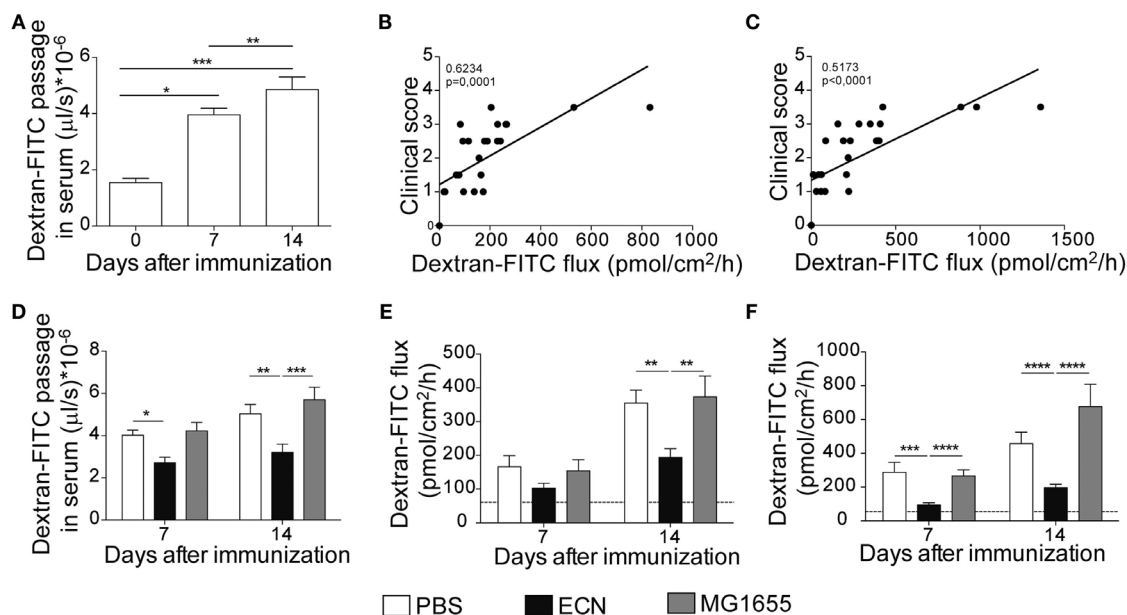 A
Dextran-FITC passage
in serum (µl/s)*10^-6
6
4
2
0
**
***
*
0 7 14
Days after immunization
B
Clinical score
5
4
3
2
1
0
0.6234
p=0,0001
0 200 400 600 800 1000
Dextran-FITC flux (pmol/cm²/h)
C
Clinical score
5
4
3
2
1
0
0.5173
p<0,0001
0 500 1000 1500
Dextran-FITC flux (pmol/cm²/h)
D
Dextran-FITC passage
in serum (µl/s)*10^-6
8
6
4
2
0
* ** ***
7 14
Days after immunization
E
Dextran-FITC flux
(pmol/cm²/h)
500
400
300
200
100
0
** **
7 14
Days after immunization
F
Dextran-FITC flux
(pmol/cm²/h)
1000
800
600
400
200
0
*** **** **** ****
7 14
Days after immunization
PBS ECN MG1655